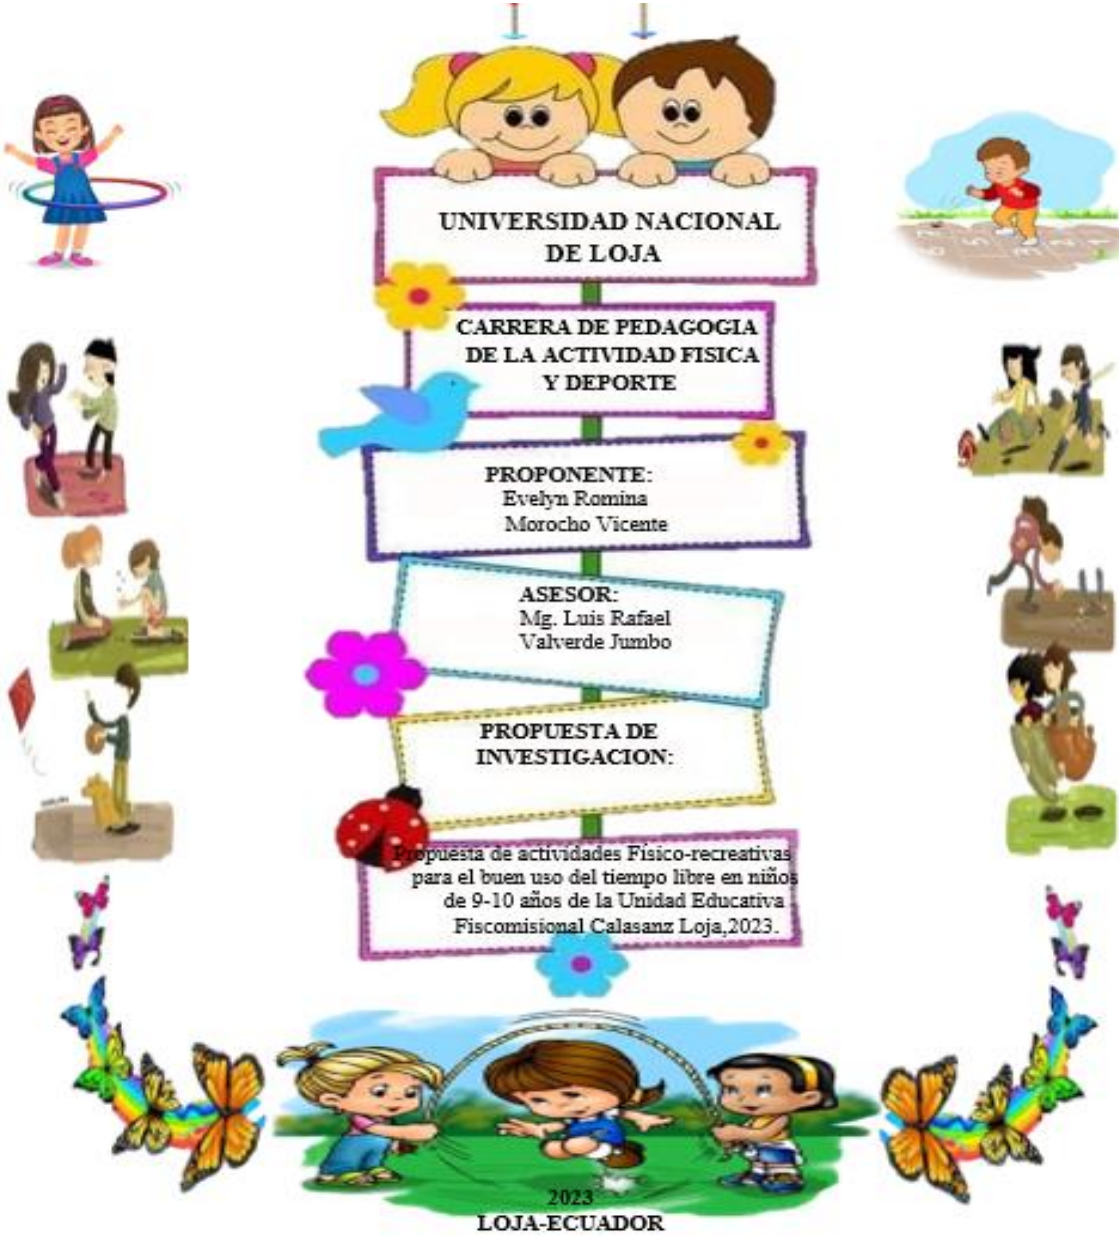 UNIVERSIDAD NACIONAL
DE LOJA
CARRERA DE PEDAGOGIA
DE LA ACTIVIDAD FISICA
Y DEPORTE
PROPONENTE:
Evelyn Romina
Morocho Vicente
ASESOR:
Mg. Luis Rafael
Valverde Jumbo
PROPUESTA DE
INVESTIGACION:
Propuesta de actividades Físico-recreativas
para el buen uso del tiempo libre en niños
de 9-10 años de la Unidad Educativa
Fiscomisional Calasanz Loja,2023.
2023
LOJA-ECUADOR